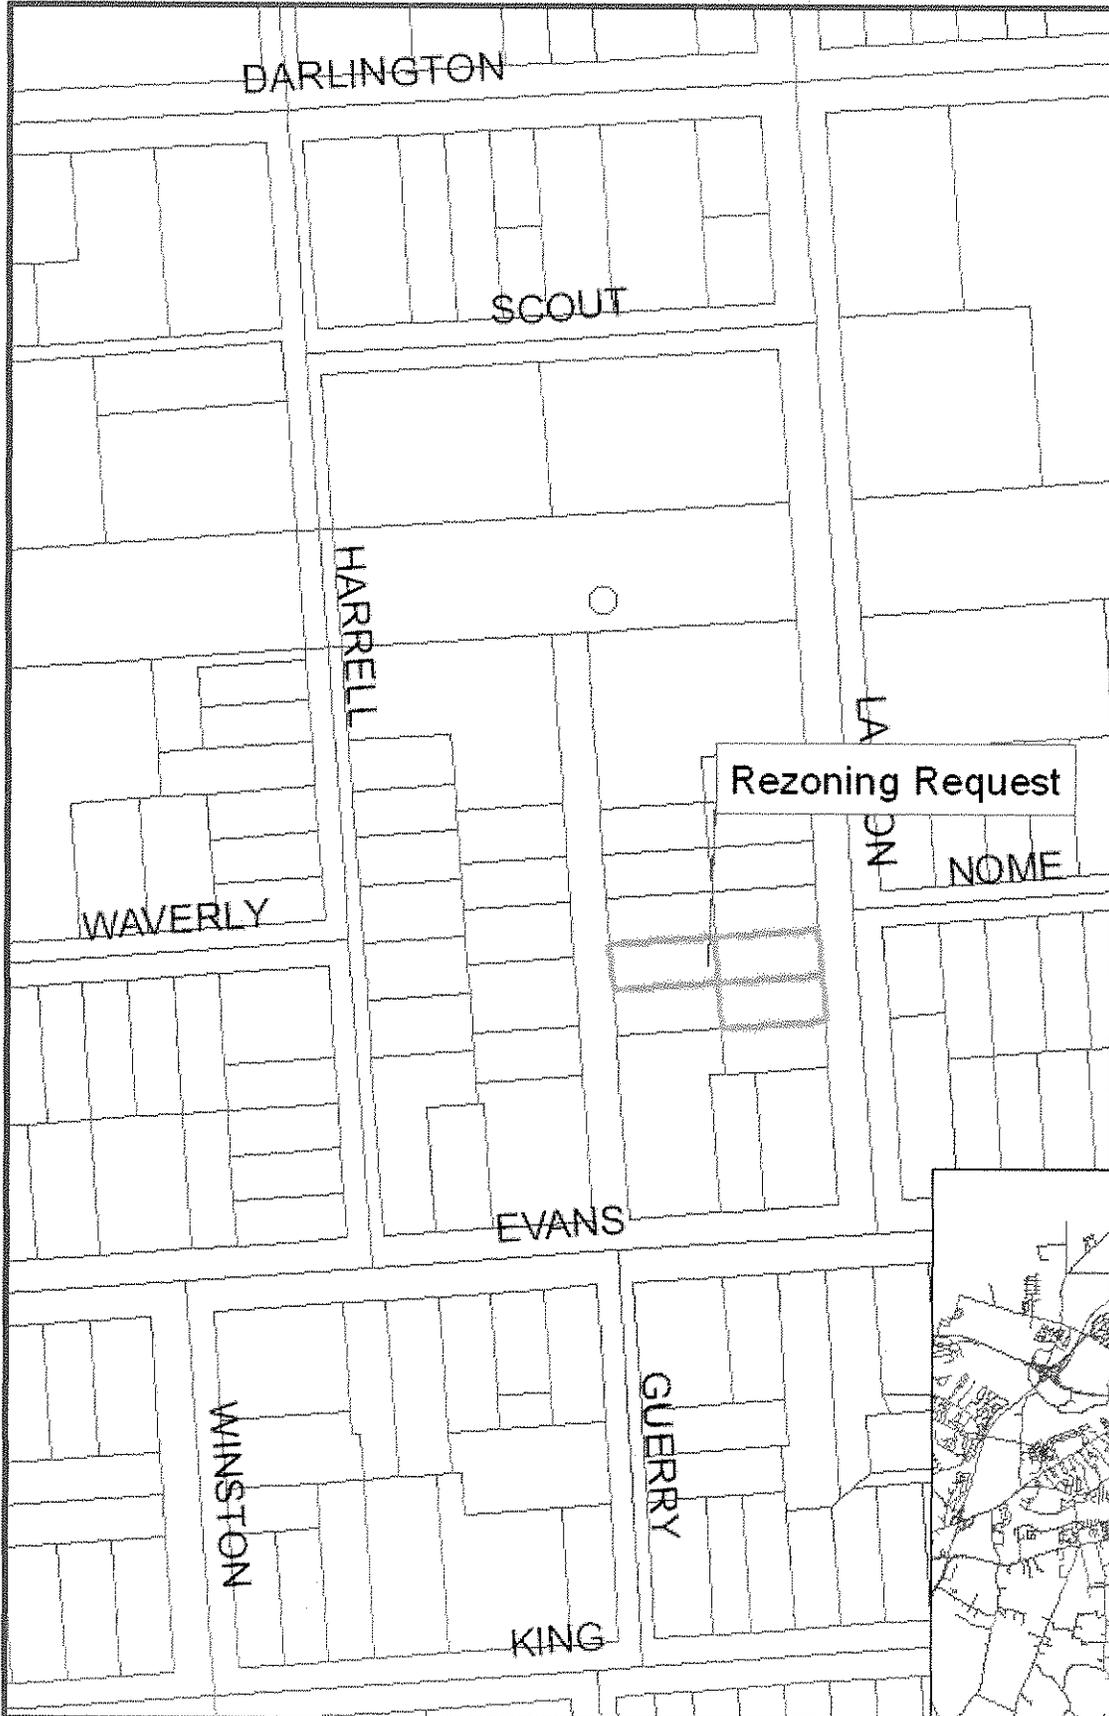 DARLINGTON
SCOUT
HARRELL
Rezoning Request
NOME
WAVERLY
EVANS
GUERRY
WINSTON
KING